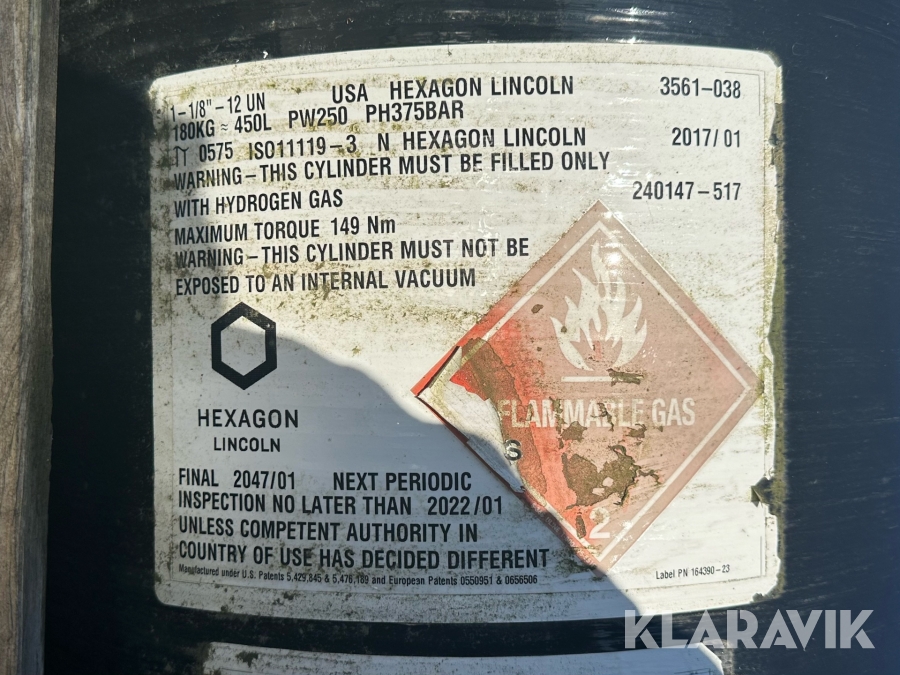 USA HEXAGON LINCOLN 3561-038
1-1/8"-12 UN
180KG ≈ 450L PW250 PH375BAR
π 0575 ISO11119-3 N HEXAGON LINCOLN 2017/01
WARNING-THIS CYLINDER MUST BE FILLED ONLY
WITH HYDROGEN GAS 240147-517
MAXIMUM TORQUE 149 Nm
WARNING-THIS CYLINDER MUST NOT BE
EXPOSED TO AN INTERNAL VACUUM
FLAMMABLE GAS
2
HEXAGON
LINCOLN
FINAL 2047/01 NEXT PERIODIC
INSPECTION NO LATER THAN 2022/01
UNLESS COMPETENT AUTHORITY IN
COUNTRY OF USE HAS DECIDED DIFFERENT
Manufactured under U.S. Patents 5,429,845 & 5,476,189 and European Patents 0550951 & 0656506
Label PN 164390-23
KLARAVIK